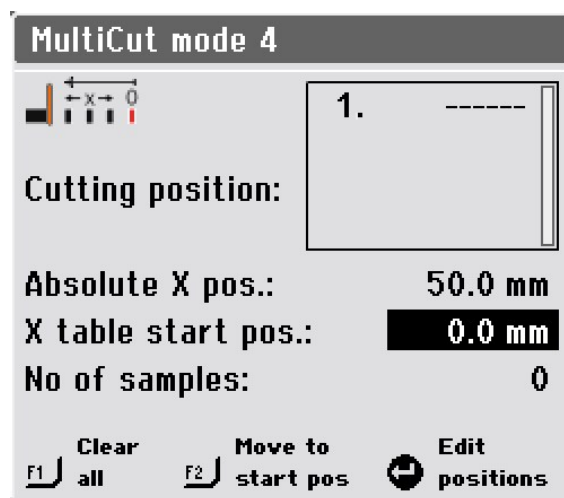 MultiCut mode 4
← x → 0
1. ------
Cutting position:
Absolute X pos.: 50.0 mm
X table start pos.: 0.0 mm
No of samples: 0
F1 Clear all F2 Move to start pos Edit positions